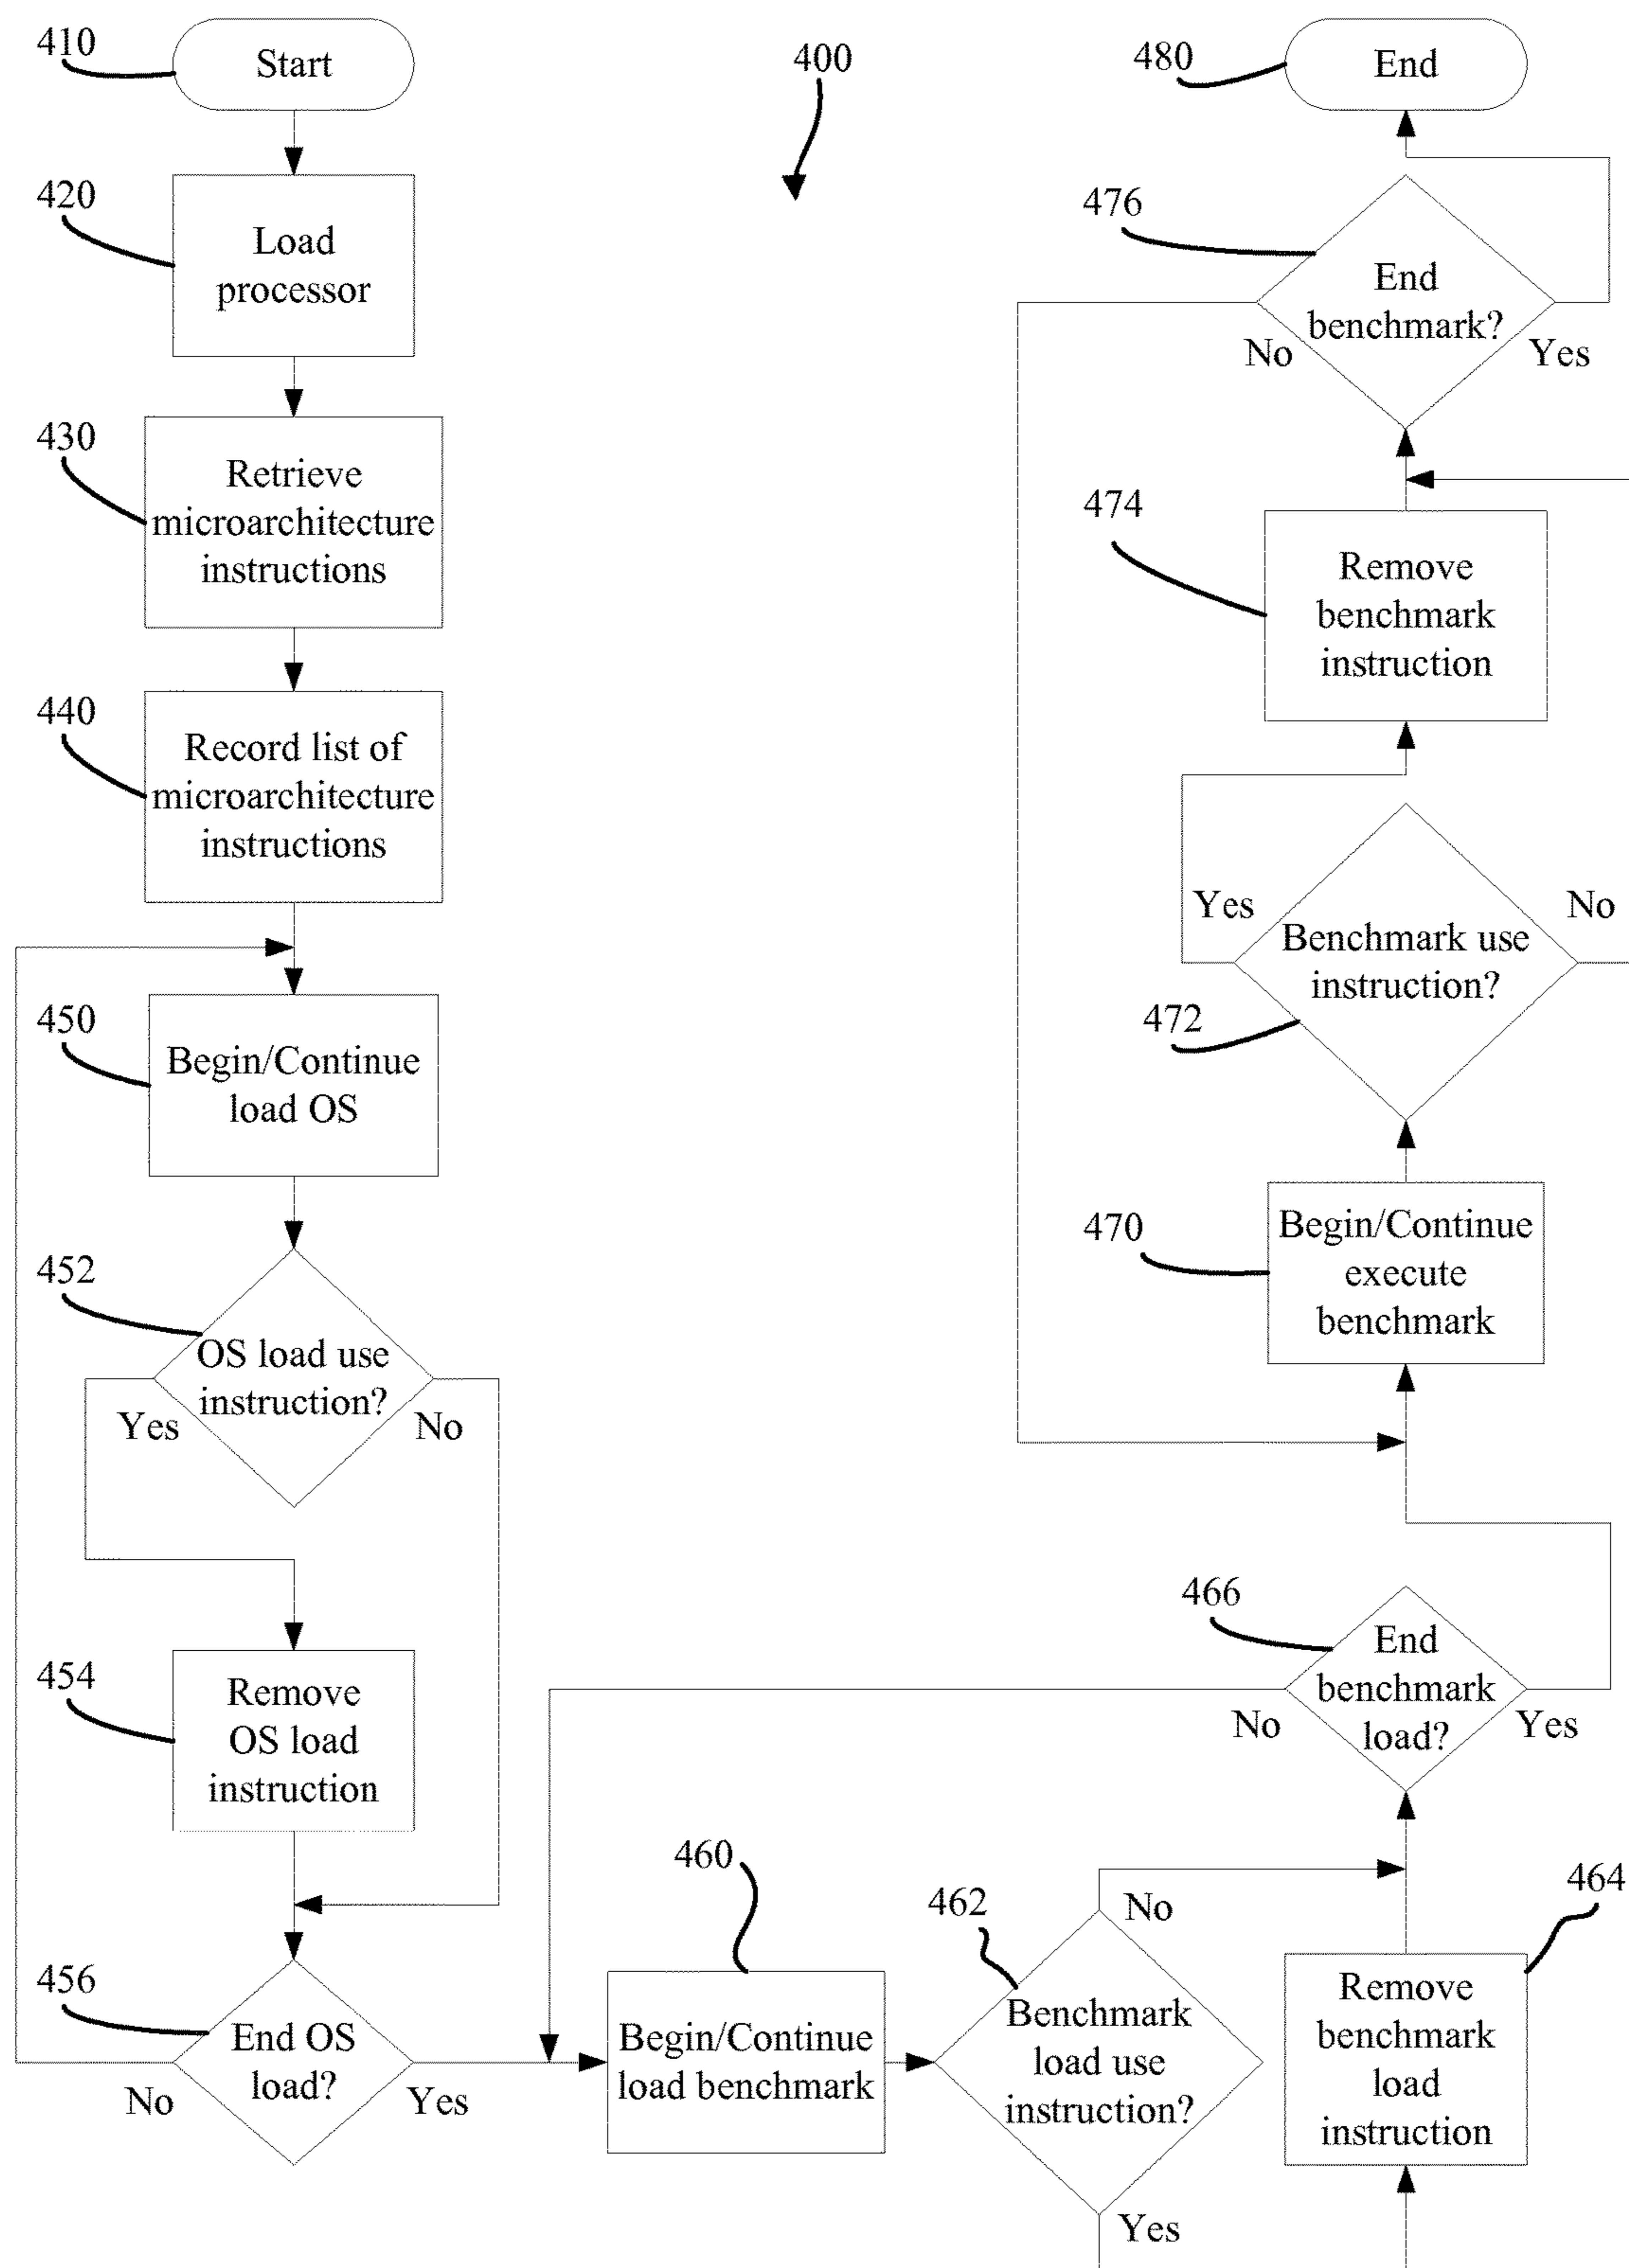 410
Start
400
480
End
420
Load
processor
476
End
benchmark?
No
Yes
430
Retrieve
microarchitecture
instructions
474
Remove
benchmark
instruction
440
Record list of
microarchitecture
instructions
Yes
No
Benchmark use
instruction?
472
450
Begin/Continue
load OS
470
Begin/Continue
execute
benchmark
452
OS load use
instruction?
Yes
No
466
End
benchmark
load?
No
Yes
454
Remove
OS load
instruction
460
462
No
464
456
End OS
load?
No
Yes
Begin/Continue
load benchmark
Benchmark
load use
instruction?
Yes
Remove
benchmark
load
instruction